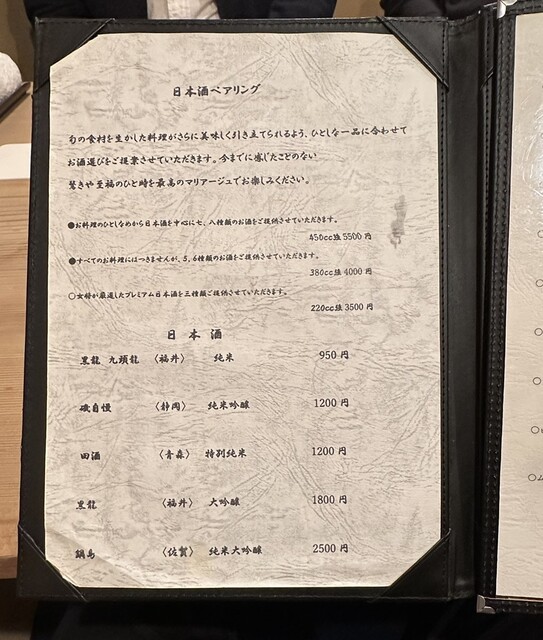 日本酒ペアリング
旬の食材を生かした料理がさらに美味しく引き立てられるよう、ひとしな一品に合わせて
お酒選びをご提案させていただきます。今までに感じたことのない
驚きや至福のひと時を最高のマリアージュでお楽しみください。
●お料理のひとしなめから日本酒を中心に七、八種類のお酒をご提供させていただきます。
450cc強 5500円
●すべてのお料理にはつきませんが、5,6種類のお酒をご提供させていただきます。
380cc強 4000円
○女将が厳選したプレミアム日本酒を三種類ご提供させていただきます。
220cc強 3500円
日本酒
黒龍 九頭龍 〈福井〉 純米 950円
磯自慢 〈静岡〉 純米吟醸 1200円
田酒 〈青森〉 特別純米 1200円
黒龍 〈福井〉 大吟醸 1800円
鍋島 〈佐賀〉 純米大吟醸 2500円